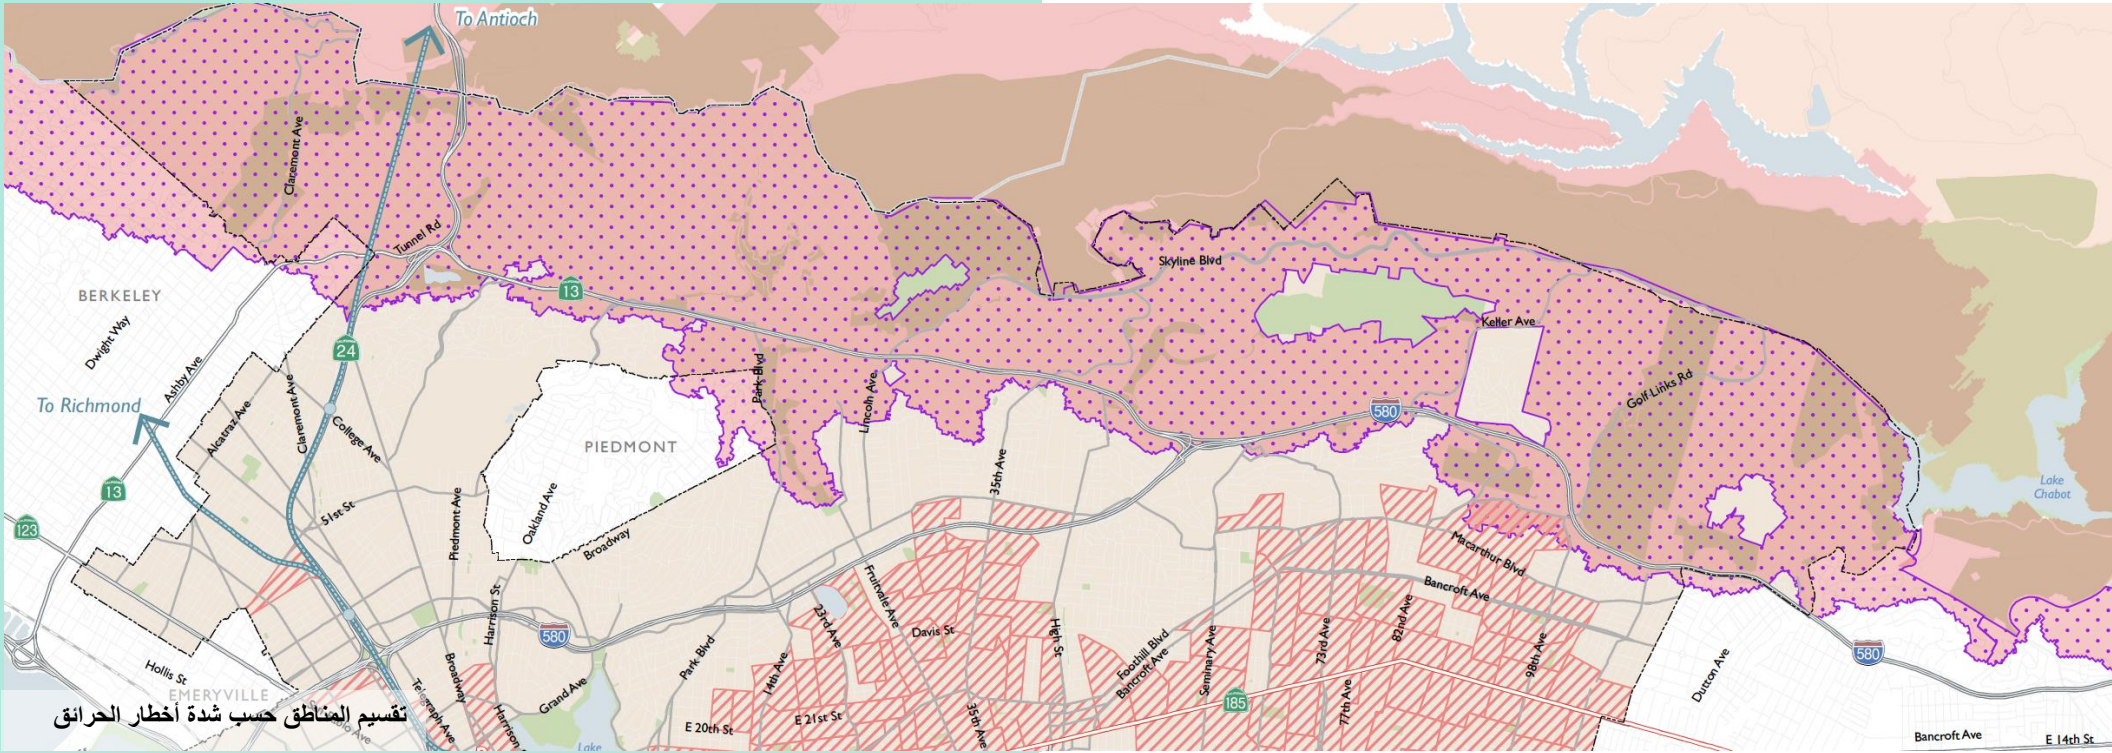 To Antioch
Claremont Ave
Tunnel Rd
Skyline Blvd
13
BERKELEY
Dwight Way
Ashby Ave
24
Keller Ave
Park Blvd
Lincoln Ave
Golf Links Rd
To Richmond
Alcatraz Ave
Claremont Ave
College Ave
580
PIEDMONT
35th Ave
Lake
Chabot
13
123
51st St
Piedmont Ave
Oakland Ave
Broadway
Macarthur Blvd
Bancroft Ave
Fruitvale Ave
23rd Ave
Davis St
High St
Harrison St
580
82nd Ave
73rd Ave
98th Ave
580
Hollis St
EMERYVILLE
Broadway
Grand Ave
Park Blvd
14th Ave
Foothill Blvd
Bancroft Ave
Seminary Ave
Dutton Ave
185
77th Ave
تقسيم المناطق حسب شدة أخطار الحرائق
Telegraph Ave
Harrison
E 20th St
E 21st St
35th Ave
Lake
Bancroft Ave
E 14th St